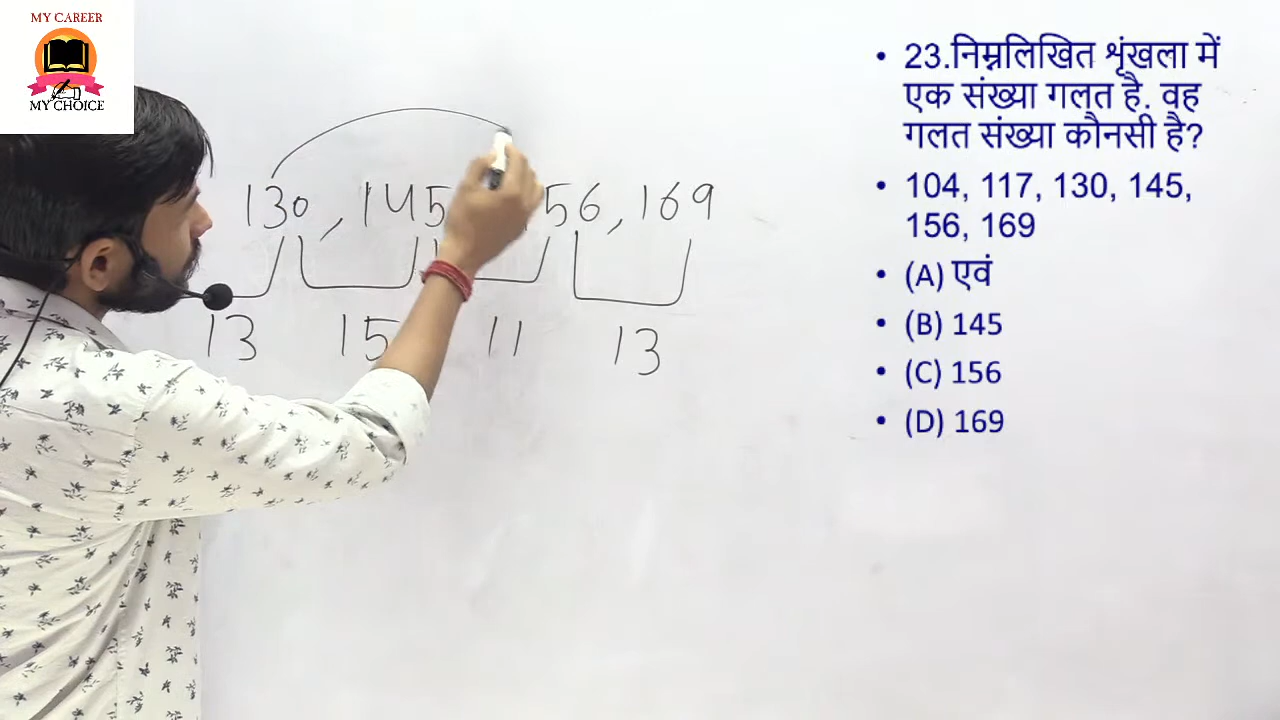 MY CAREER
MY CHOICE
130, 145 56, 169
13 15 11 13
• 23.निम्नलिखित शृंखला में
एक संख्या गलत है. वह
गलत संख्या कौनसी है?
• 104, 117, 130, 145,
156, 169
• (A) एवं
• (B) 145
• (C) 156
• (D) 169